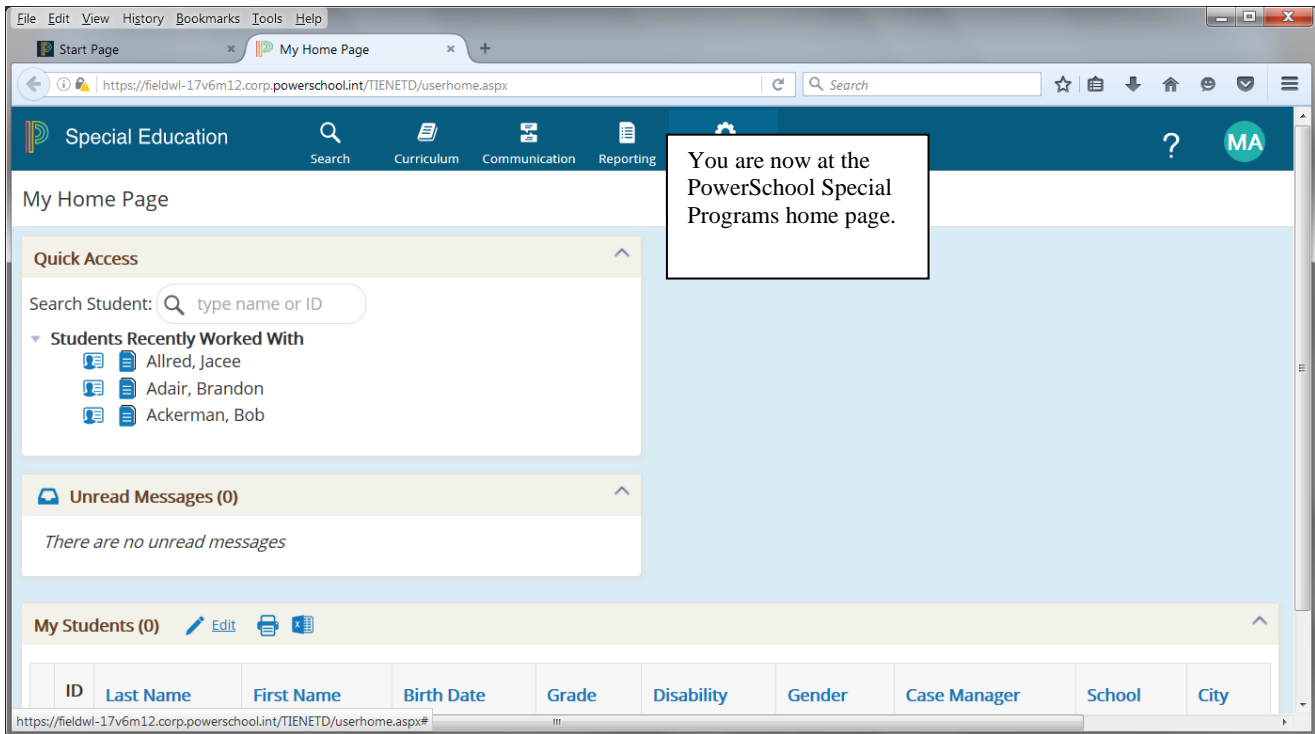 File Edit View History Bookmarks Tools Help
Start Page × My Home Page × +
https://fieldwl-17v6m12.corp.powerschool.int/TIENETD/userhome.aspx Search
Special Education Search Curriculum Communication Reporting ? MA
You are now at the
PowerSchool Special
Programs home page.
My Home Page
Quick Access
Search Student: type name or ID
Students Recently Worked With
Allred, Jacee
Adair, Brandon
Ackerman, Bob
Unread Messages (0)
There are no unread messages
My Students (0) Edit
ID Last Name First Name Birth Date Grade Disability Gender Case Manager School City
https://fieldwl-17v6m12.corp.powerschool.int/TIENETD/userhome.aspx#